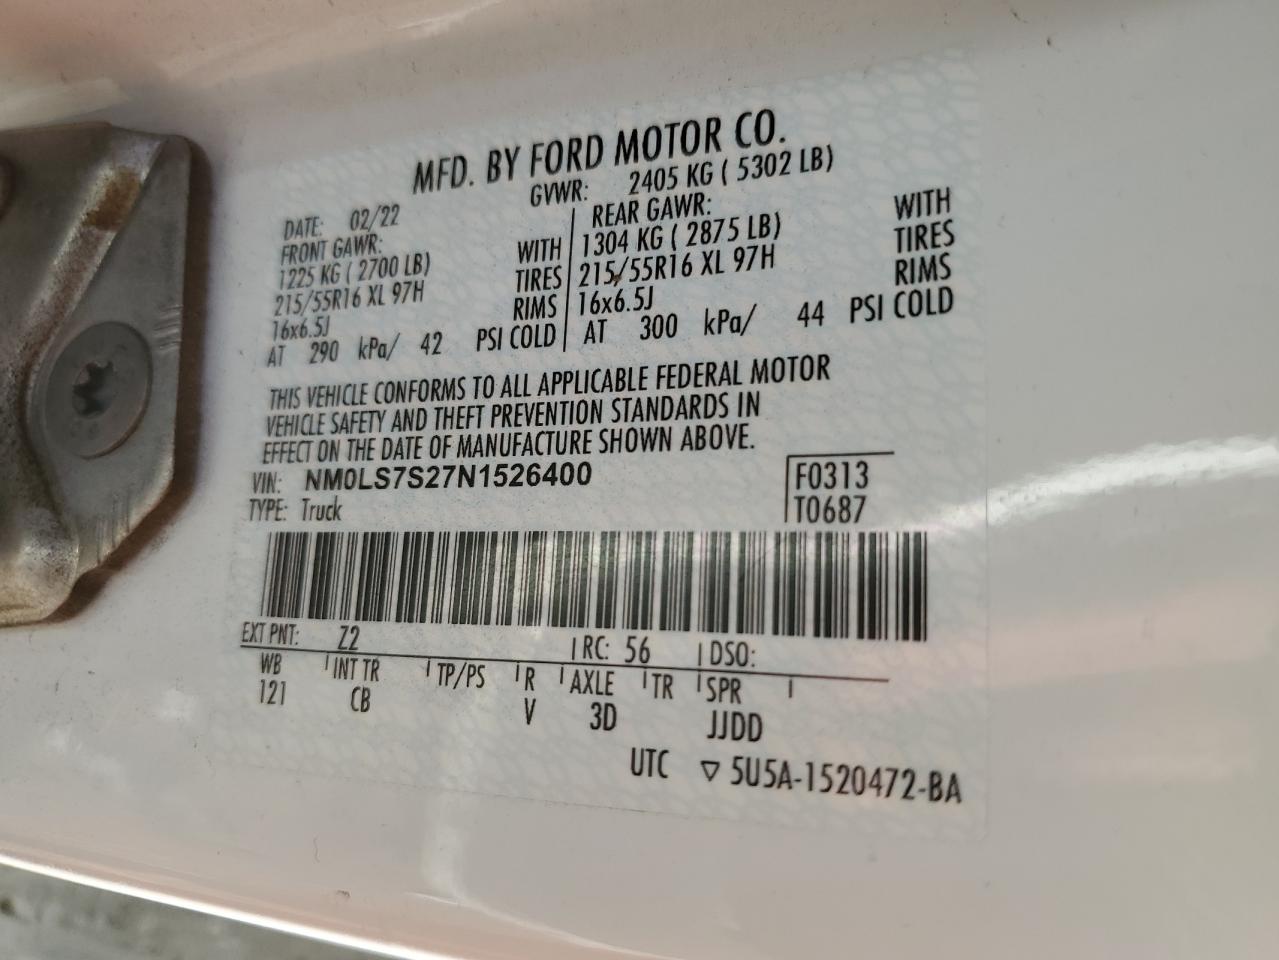 MFD. BY FORD MOTOR CO.
DATE: 02/22 GVWR: 2405 KG ( 5302 LB)
FRONT GAWR: REAR GAWR:
1225 KG ( 2700 LB) WITH 1304 KG ( 2875 LB) WITH
215/55R16 XL 97H TIRES 215/55R16 XL 97H TIRES
16x6.5J RIMS 16x6.5J RIMS
AT 290 kPa/ 42 PSI COLD AT 300 kPa/ 44 PSI COLD
THIS VEHICLE CONFORMS TO ALL APPLICABLE FEDERAL MOTOR
VEHICLE SAFETY AND THEFT PREVENTION STANDARDS IN
EFFECT ON THE DATE OF MANUFACTURE SHOWN ABOVE.
VIN: NM0LS7S27N1526400 F0313
TYPE: Truck T0687
EXT PNT: Z2 RC: 56 DSO:
WB INT TR TP/PS R AXLE TR SPR
121 CB V 3D JJDD
UTC ▽ 5U5A-1520472-BA